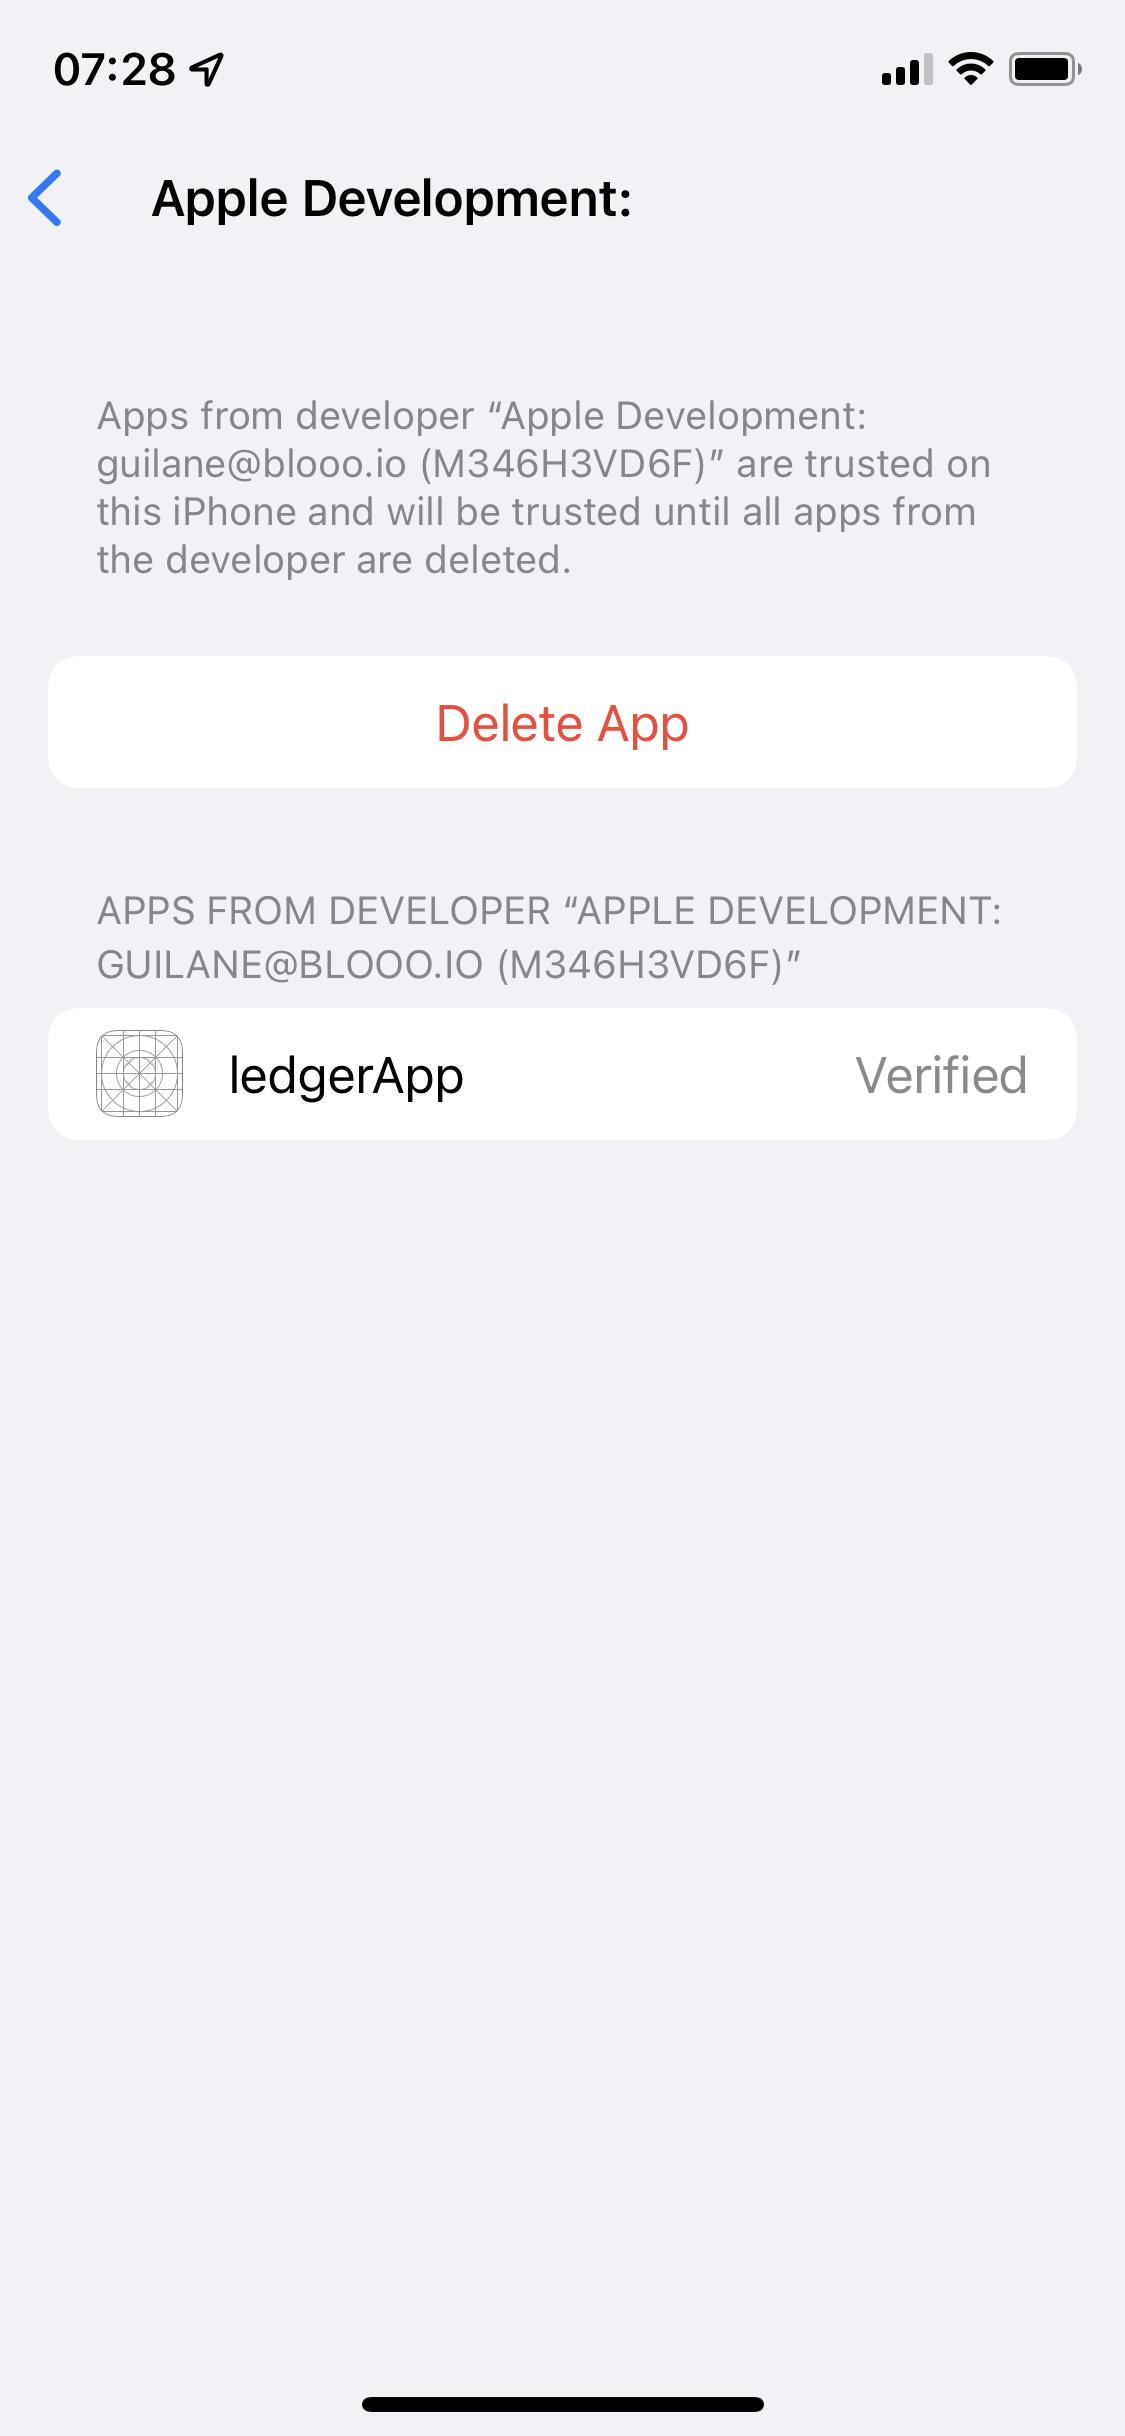 07:28
Apple Development:
Apps from developer “Apple Development:
guilane@blooo.io (M346H3VD6F)” are trusted on
this iPhone and will be trusted until all apps from
the developer are deleted.
Delete App
APPS FROM DEVELOPER “APPLE DEVELOPMENT:
GUILANE@BLOOO.IO (M346H3VD6F)”
ledgerApp Verified